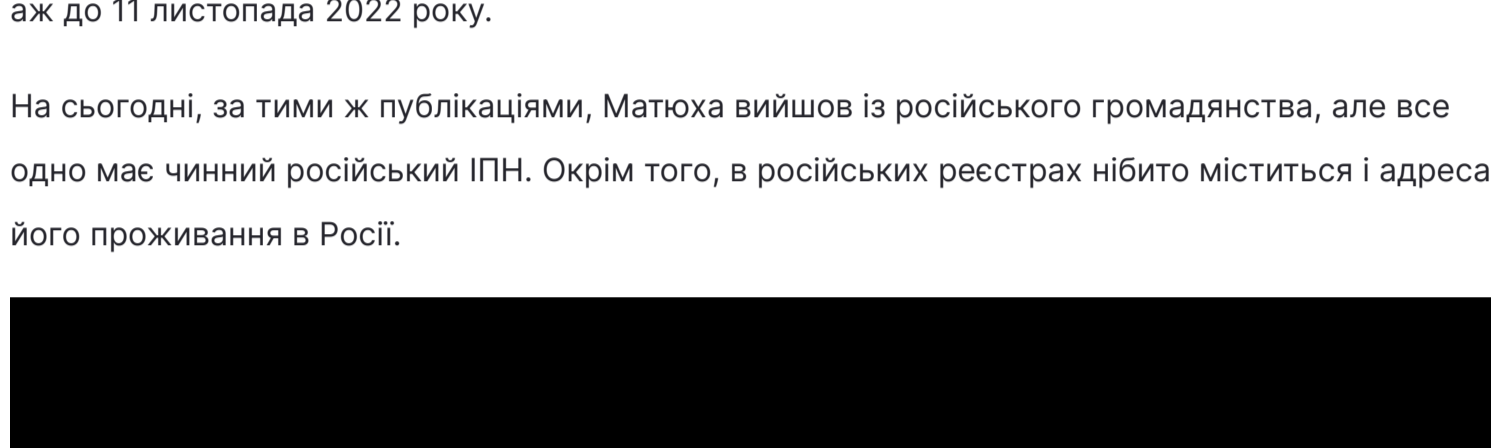 аж до 11 листопада 2022 року.
На сьогодні, за тими ж публікаціями, Матюха вийшов із російського громадянства, але все
одно має чинний російський ІПН. Окрім того, в російських реєстрах нібито міститься і адреса
його проживання в Росії.